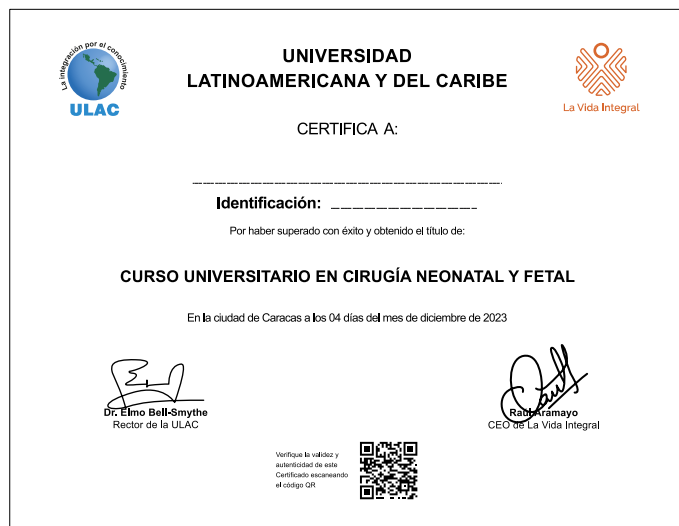 La integración por el conocimiento
ULAC
UNIVERSIDAD
LATINOAMERICANA Y DEL CARIBE
La Vida Integral
CERTIFICA A:
Identificación:
Por haber superado con éxito y obtenido el título de:
CURSO UNIVERSITARIO EN CIRUGÍA NEONATAL Y FETAL
En la ciudad de Caracas a los 04 días del mes de diciembre de 2023
Dr. Elmo Bell-Smythe
Rector de la ULAC
Raúl Aramayo
CEO de La Vida Integral
Verifique la validez y
autenticidad de este
Certificado escaneando
el código QR